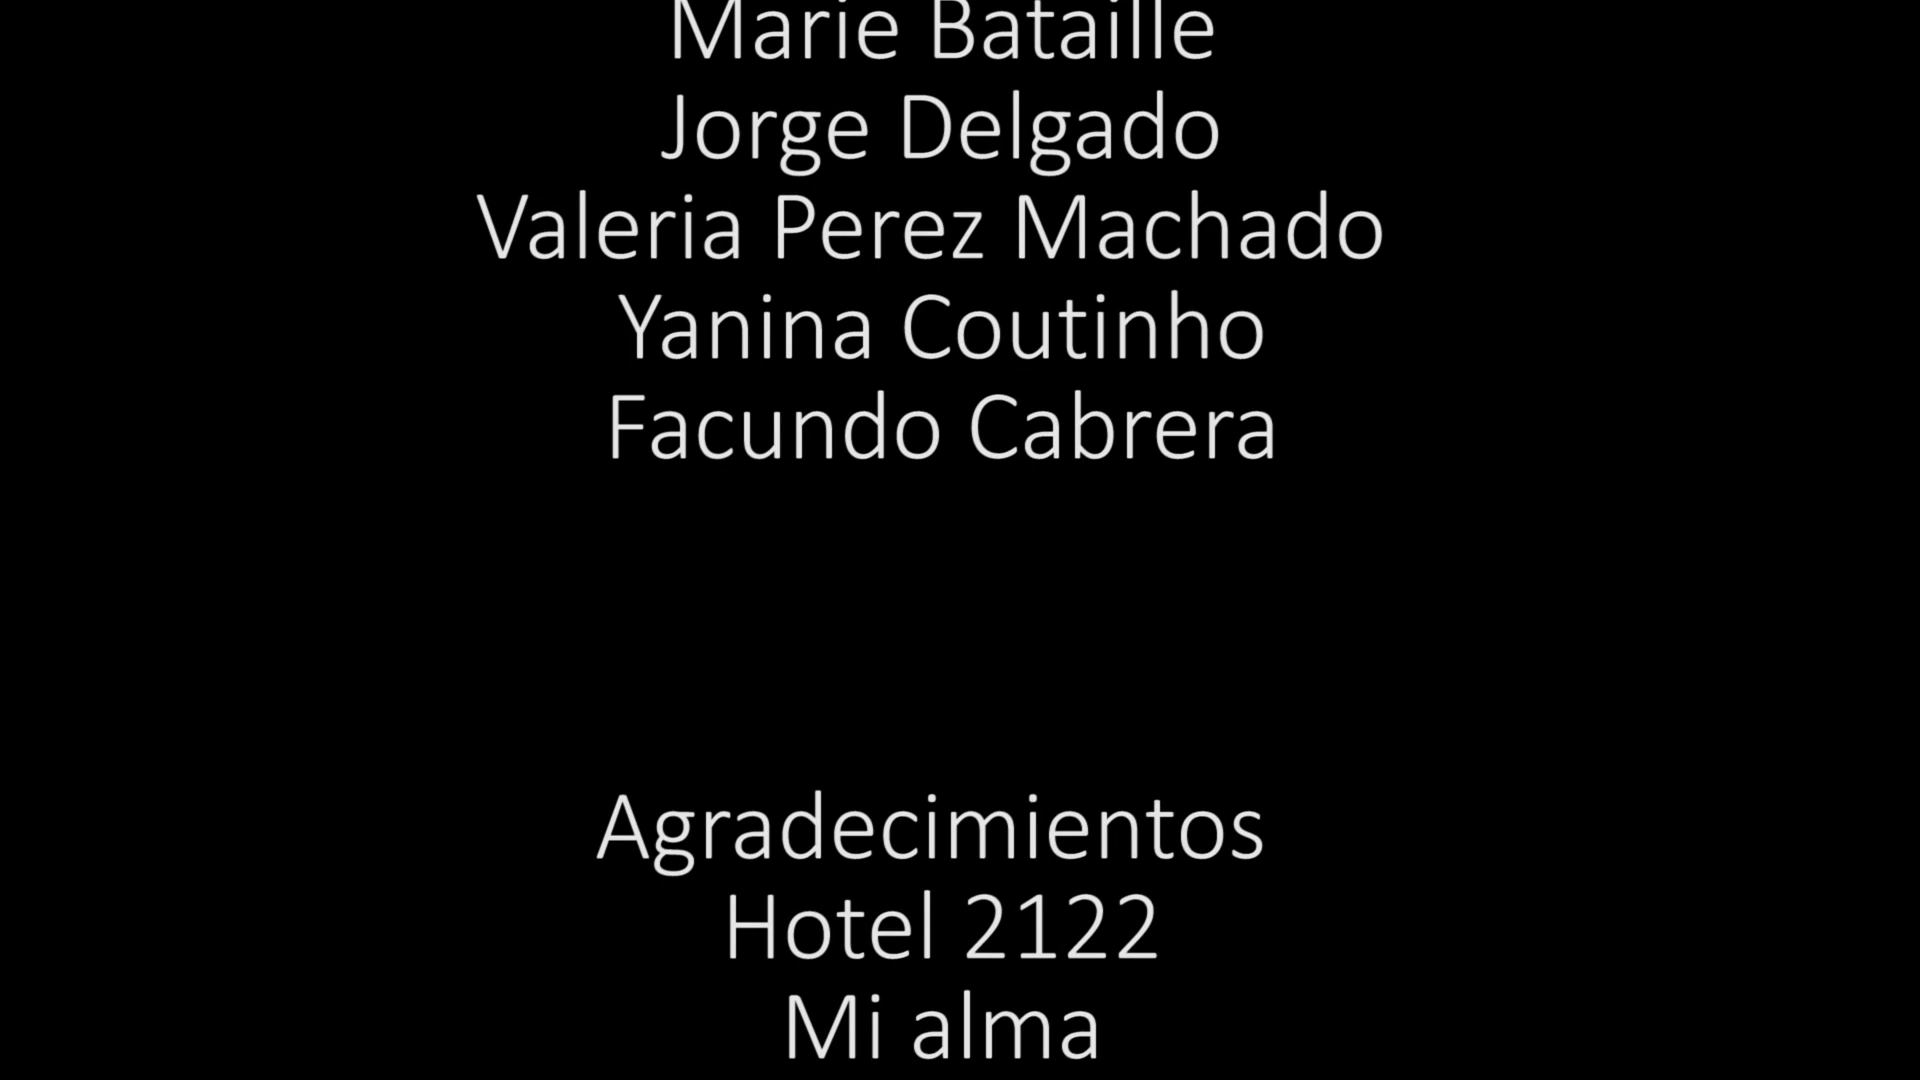 Marie Bataille
Jorge Delgado
Valeria Perez Machado
Yanina Coutinho
Facundo Cabrera
Agradecimientos
Hotel 2122
Mi alma